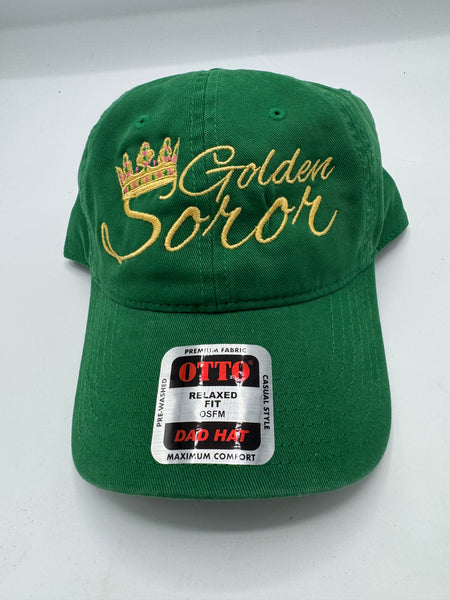 Golden
Soror
PREMIUM FABRIC
OTTO
RELAXED
FIT
OSFM
DAD HAT
MAXIMUM COMFORT
PRE-WASHED
CASUAL STYLE